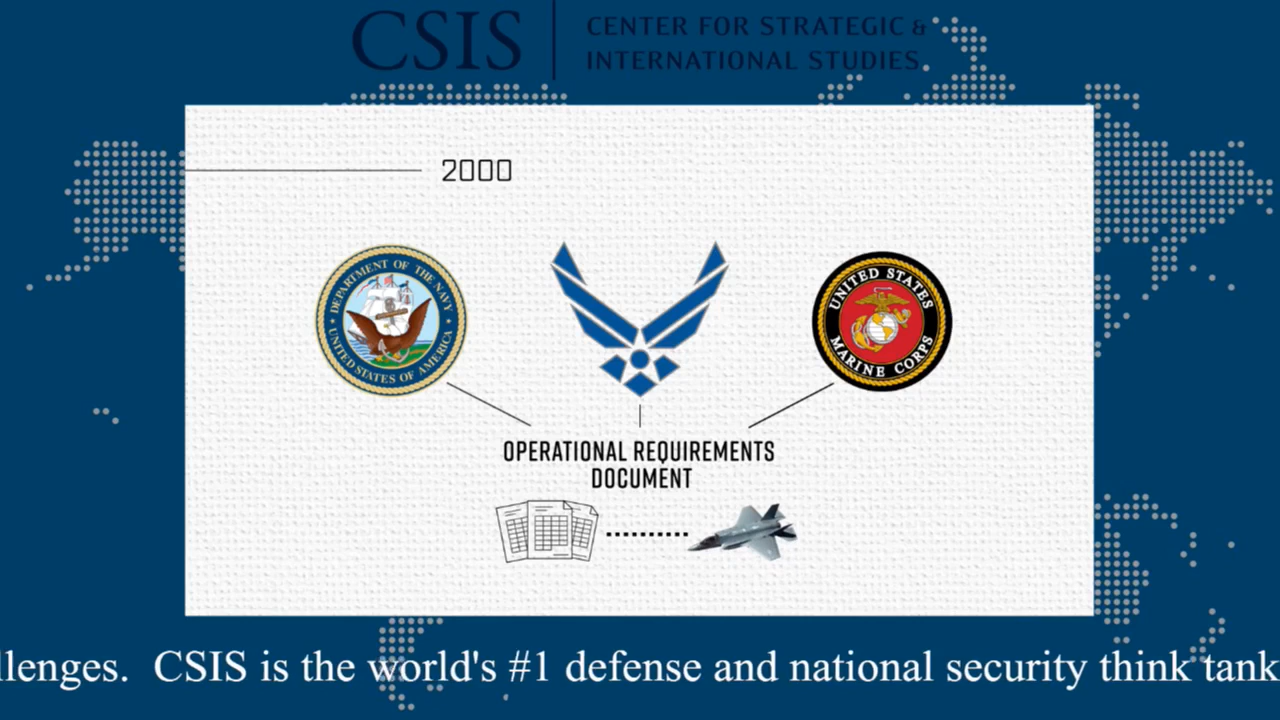 CSIS
CENTER FOR STRATEGIC &
INTERNATIONAL STUDIES
2000
DEPARTMENT OF THE NAVY
UNITED STATES OF AMERICA
UNITED STATES
MARINE CORPS
OPERATIONAL REQUIREMENTS
DOCUMENT
llenges. CSIS is the world's #1 defense and national security think tank